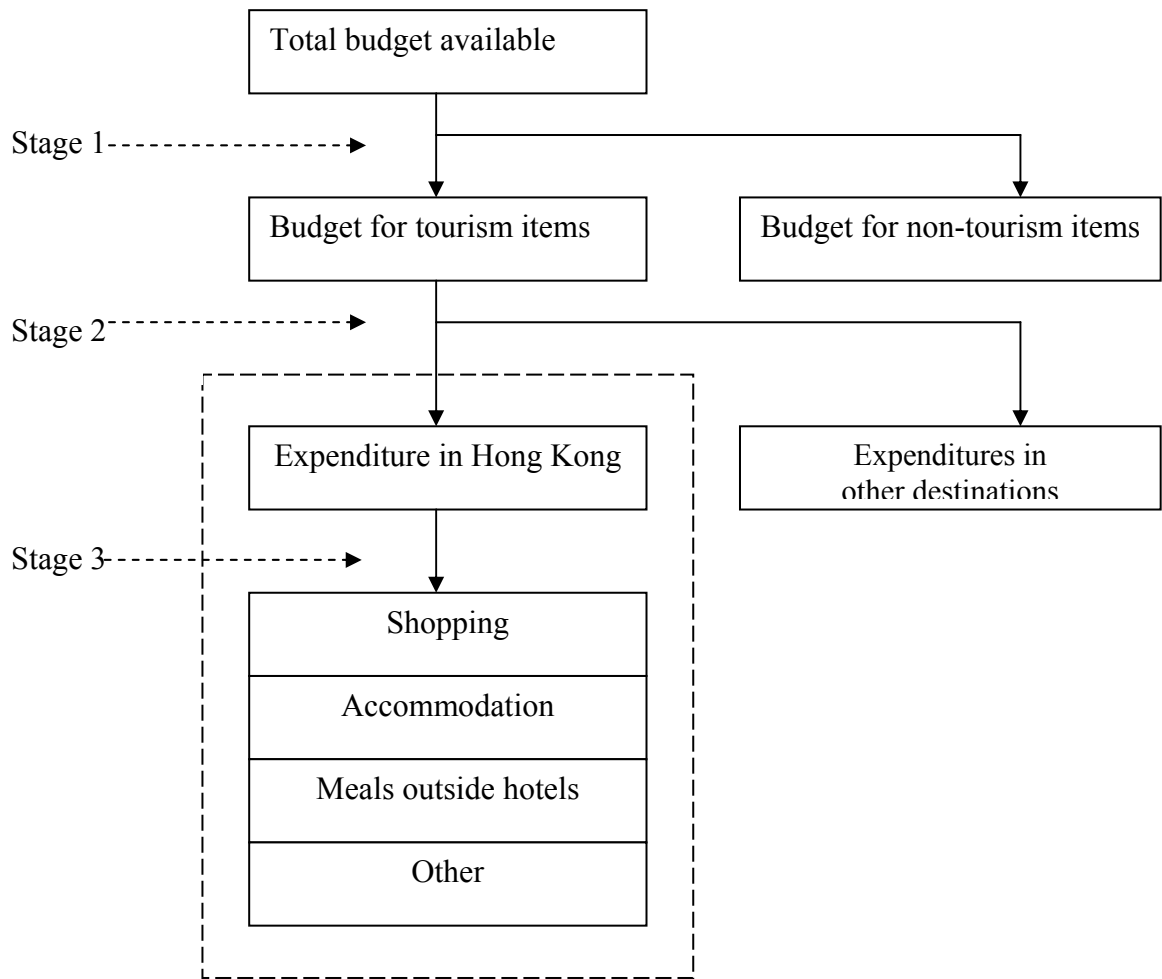 Total budget available
Stage 1
Budget for tourism items
Budget for non-tourism items
Stage 2
Expenditure in Hong Kong
Expenditures in
other destinations
Stage 3
Shopping
Accommodation
Meals outside hotels
Other